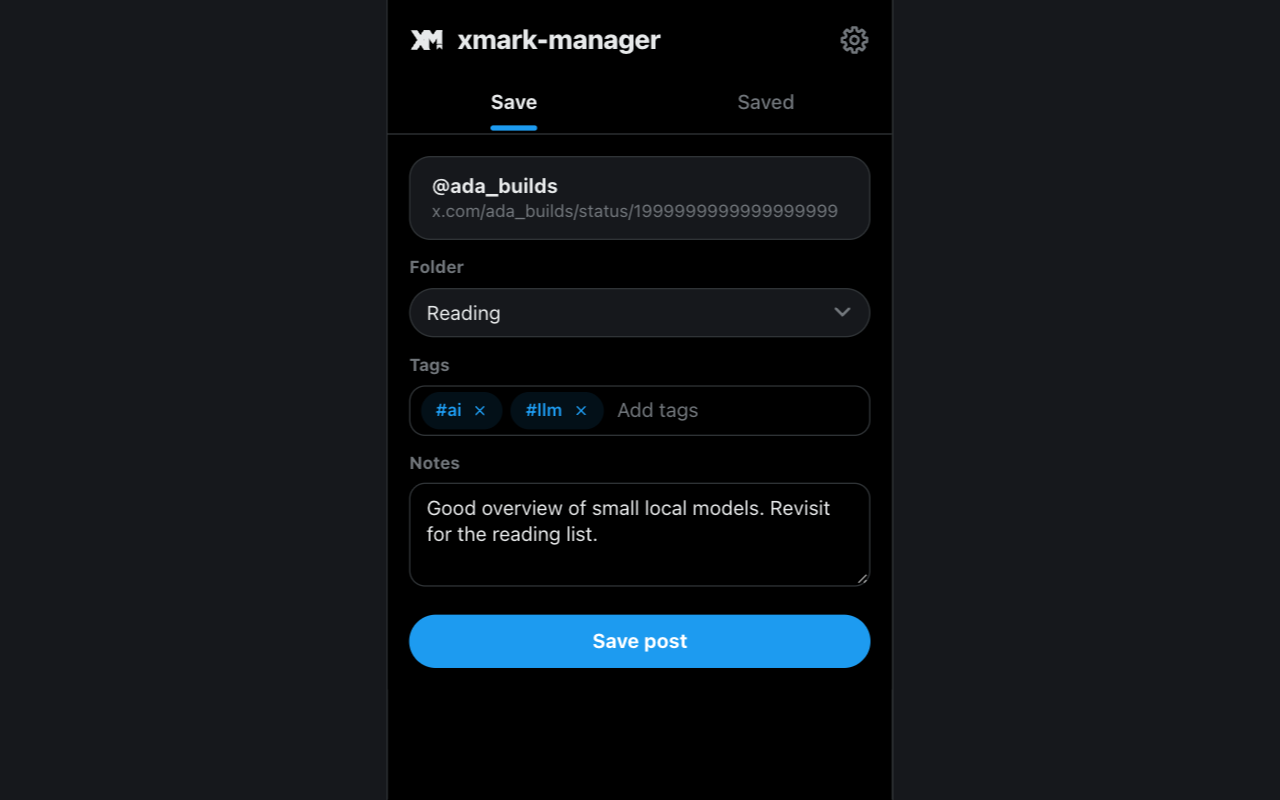 XM xmark-manager
Save Saved
@ada_builds
x.com/ada_builds/status/1999999999999999999
Folder
Reading
Tags
#ai × #llm × Add tags
Notes
Good overview of small local models. Revisit
for the reading list.
Save post